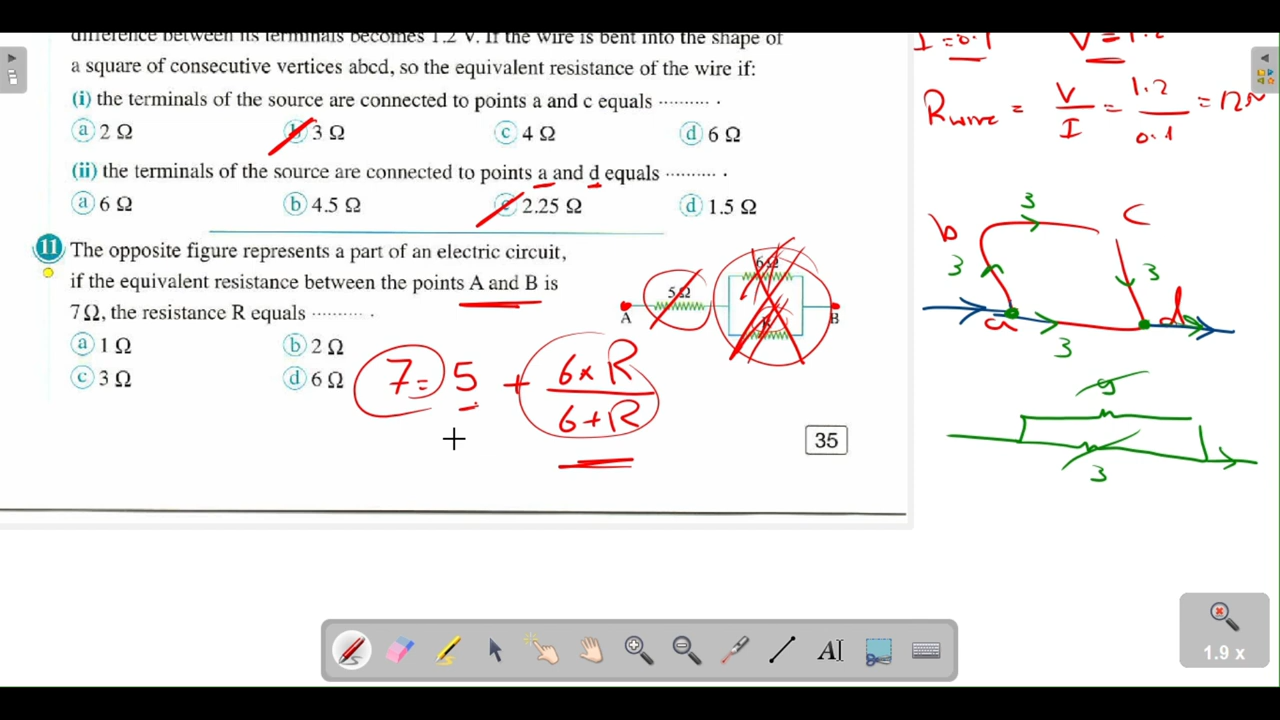 difference between its terminals becomes 1.2 V. If the wire is bent into the shape of
a square of consecutive vertices abcd, so the equivalent resistance of the wire if:
(i) the terminals of the source are connected to points a and c equals ·········· .
a 2 Ω b 3 Ω c 4 Ω d 6 Ω
(ii) the terminals of the source are connected to points a and d equals ·········· .
a 6 Ω b 4.5 Ω c 2.25 Ω d 1.5 Ω
11 The opposite figure represents a part of an electric circuit,
if the equivalent resistance between the points A and B is
7 Ω, the resistance R equals ·········· .
a 1 Ω b 2 Ω
c 3 Ω d 6 Ω
6 Ω
5 Ω
A
R
B
7 = 5 + 6 × R
6 + R
35
I = 0.1 V = 1.2
R wire = V = 1.2 = 12 Ω
I 0.1
b 3 C
3 3
a d
3
9
3
AI
1.9 x